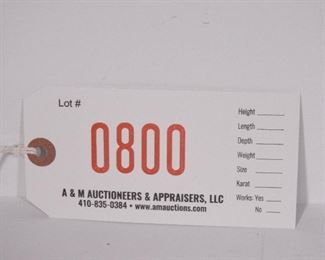 Lot #
0800
A & M AUCTIONEERS & APPRAISERS, LLC
410-835-0384 • www.amauctions.com
Height
Length
Depth
Weight
Size
Karat
Works: Yes
No